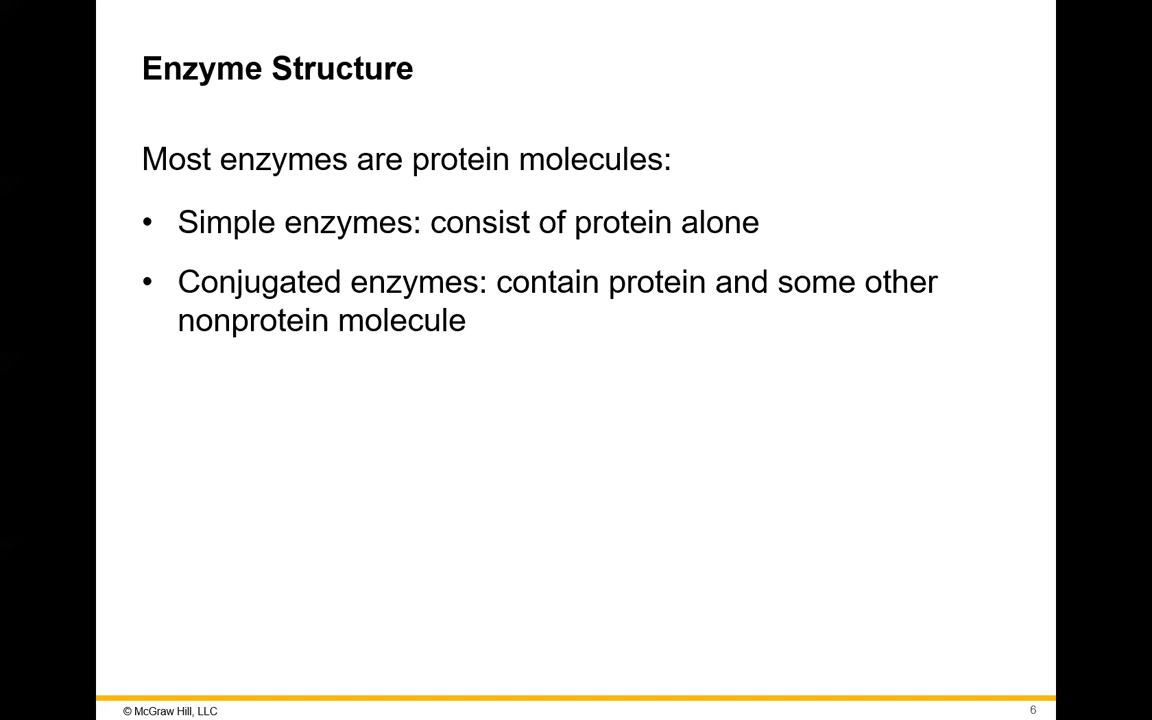 Enzyme Structure
Most enzymes are protein molecules:
• Simple enzymes: consist of protein alone
• Conjugated enzymes: contain protein and some other
nonprotein molecule
© McGraw Hill, LLC
6